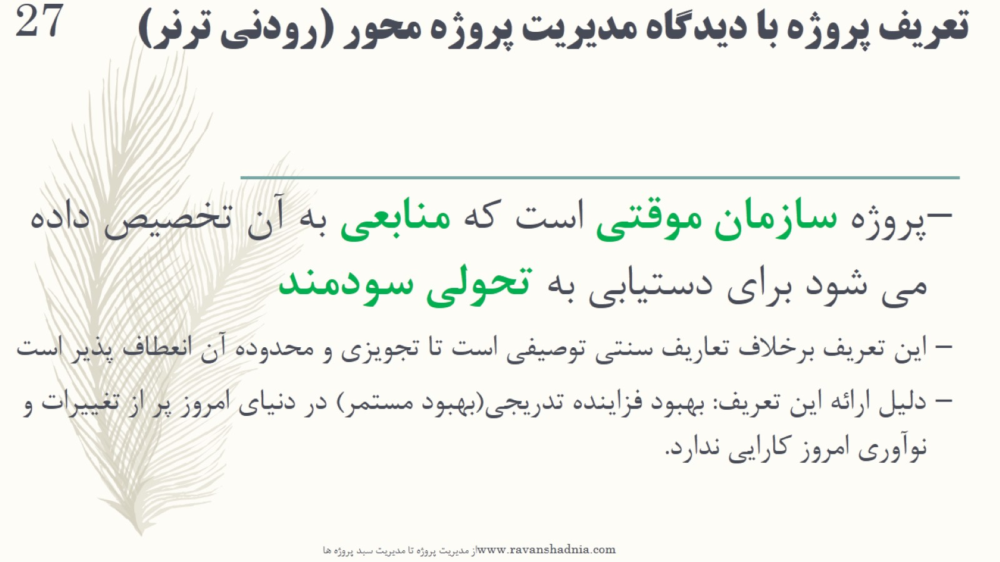 27
تعریف پروژه با دیدگاه مدیریت پروژه محور (رودنی ترنر)
–پروژه سازمان موقتی است که منابعی به آن تخصیص داده
می شود برای دستیابی به تحولی سودمند
– این تعریف برخلاف تعاریف سنتی توصیفی است تا تجویزی و محدوده آن انعطاف پذیر است
– دلیل ارائه این تعریف: بهبود فزاینده تدریجی(بهبود مستمر) در دنیای امروز پر از تغییرات و
نوآوری امروز کارایی ندارد.
www.ravanshadnia.comاز مدیریت پروژه تا مدیریت سبد پروژه ها